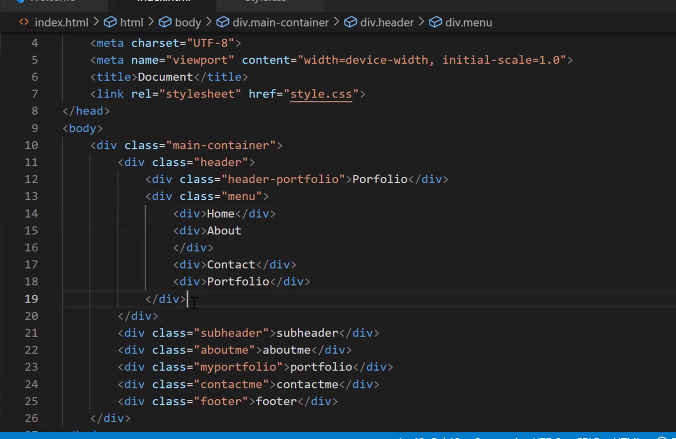 Welcome index.html
index.html > html > body > div.main-container > div.header > div.menu
4 <meta charset="UTF-8">
5 <meta name="viewport" content="width=device-width, initial-scale=1.0">
6 <title>Document</title>
7 <link rel="stylesheet" href="style.css">
8 </head>
9 <body>
10 <div class="main-container">
11 <div class="header">
12 <div class="header-portfolio">Porfolio</div>
13 <div class="menu">
14 <div>Home</div>
15 <div>About
16 </div>
17 <div>Contact</div>
18 <div>Portfolio</div>
19 </div>
20 </div>
21 <div class="subheader">subheader</div>
22 <div class="aboutme">aboutme</div>
23 <div class="myportfolio">portfolio</div>
24 <div class="contactme">contactme</div>
25 <div class="footer">footer</div>
26 </div>